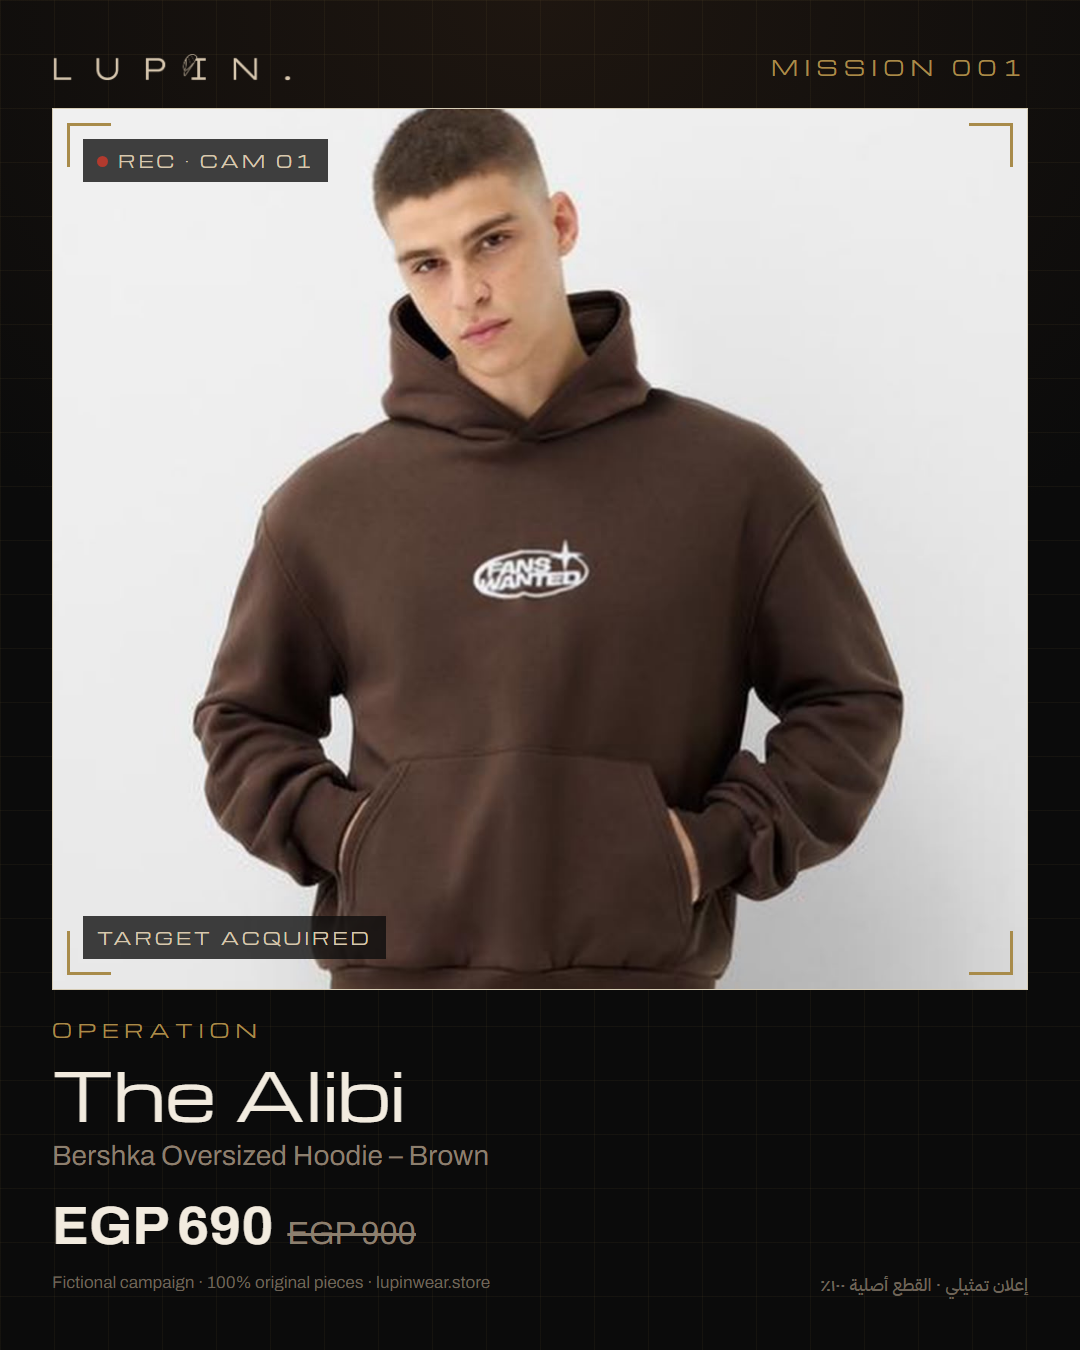 LUPIN.
MISSION 001
REC · CAM 01
FANS
WANTED
TARGET ACQUIRED
OPERATION
The Alibi
Bershka Oversized Hoodie – Brown
EGP 690 EGP 900
Fictional campaign · 100% original pieces · lupinwear.store
إعلان تمثيلي · القطع أصلية ١٠٠٪